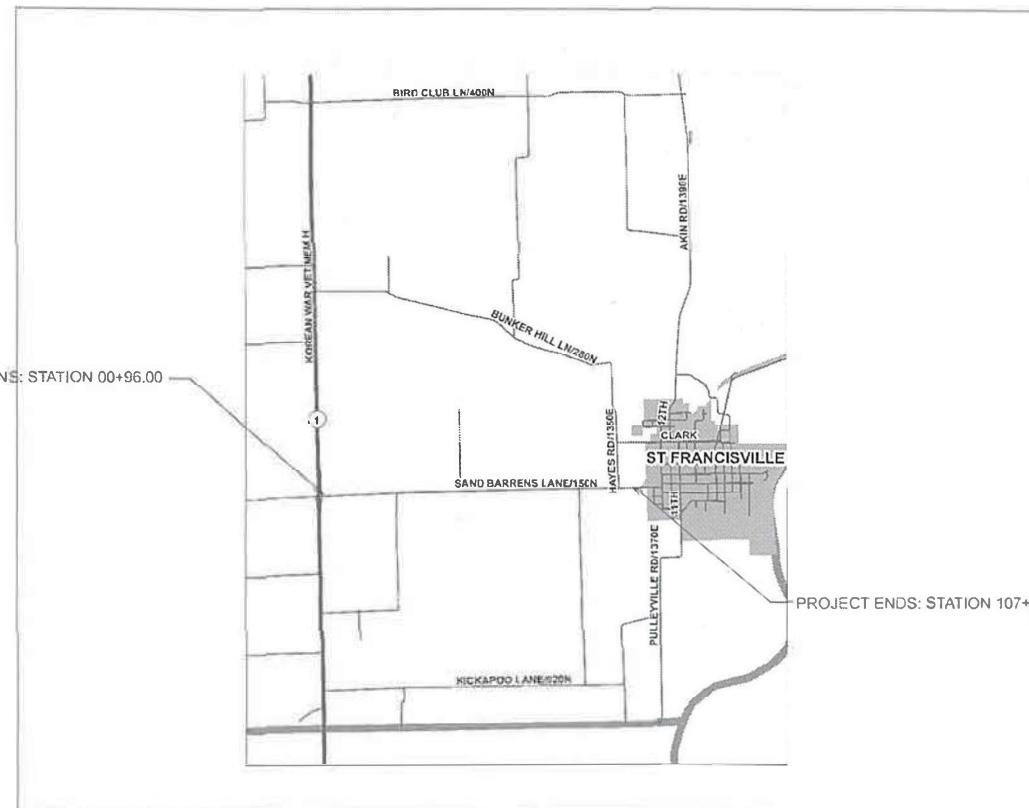 BIRD CLUB LN/400N
AKIN RD/1390E
KOREAN WAR VET MEM H
BUNKER HILL LN/280N
NS: STATION 00+96.00
1
HAYES RD/1350E
12TH
CLARK
ST FRANCISVILLE
SAND BARRENS LANE/150N
11TH
PULLEYVILLE RD/1370E
PROJECT ENDS: STATION 107+
KICKAPOO LANE/020N